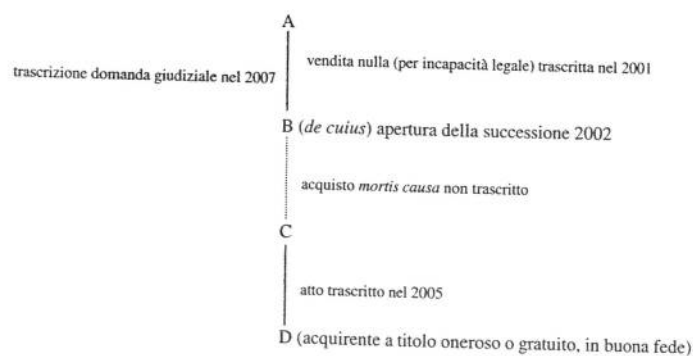 A
trascrizione domanda giudiziale nel 2007
vendita nulla (per incapacità legale) trascritta nel 2001
B (de cuius) apertura della successione 2002
acquisto mortis causa non trascritto
C
atto trascritto nel 2005
D (acquirente a titolo oneroso o gratuito, in buona fede)